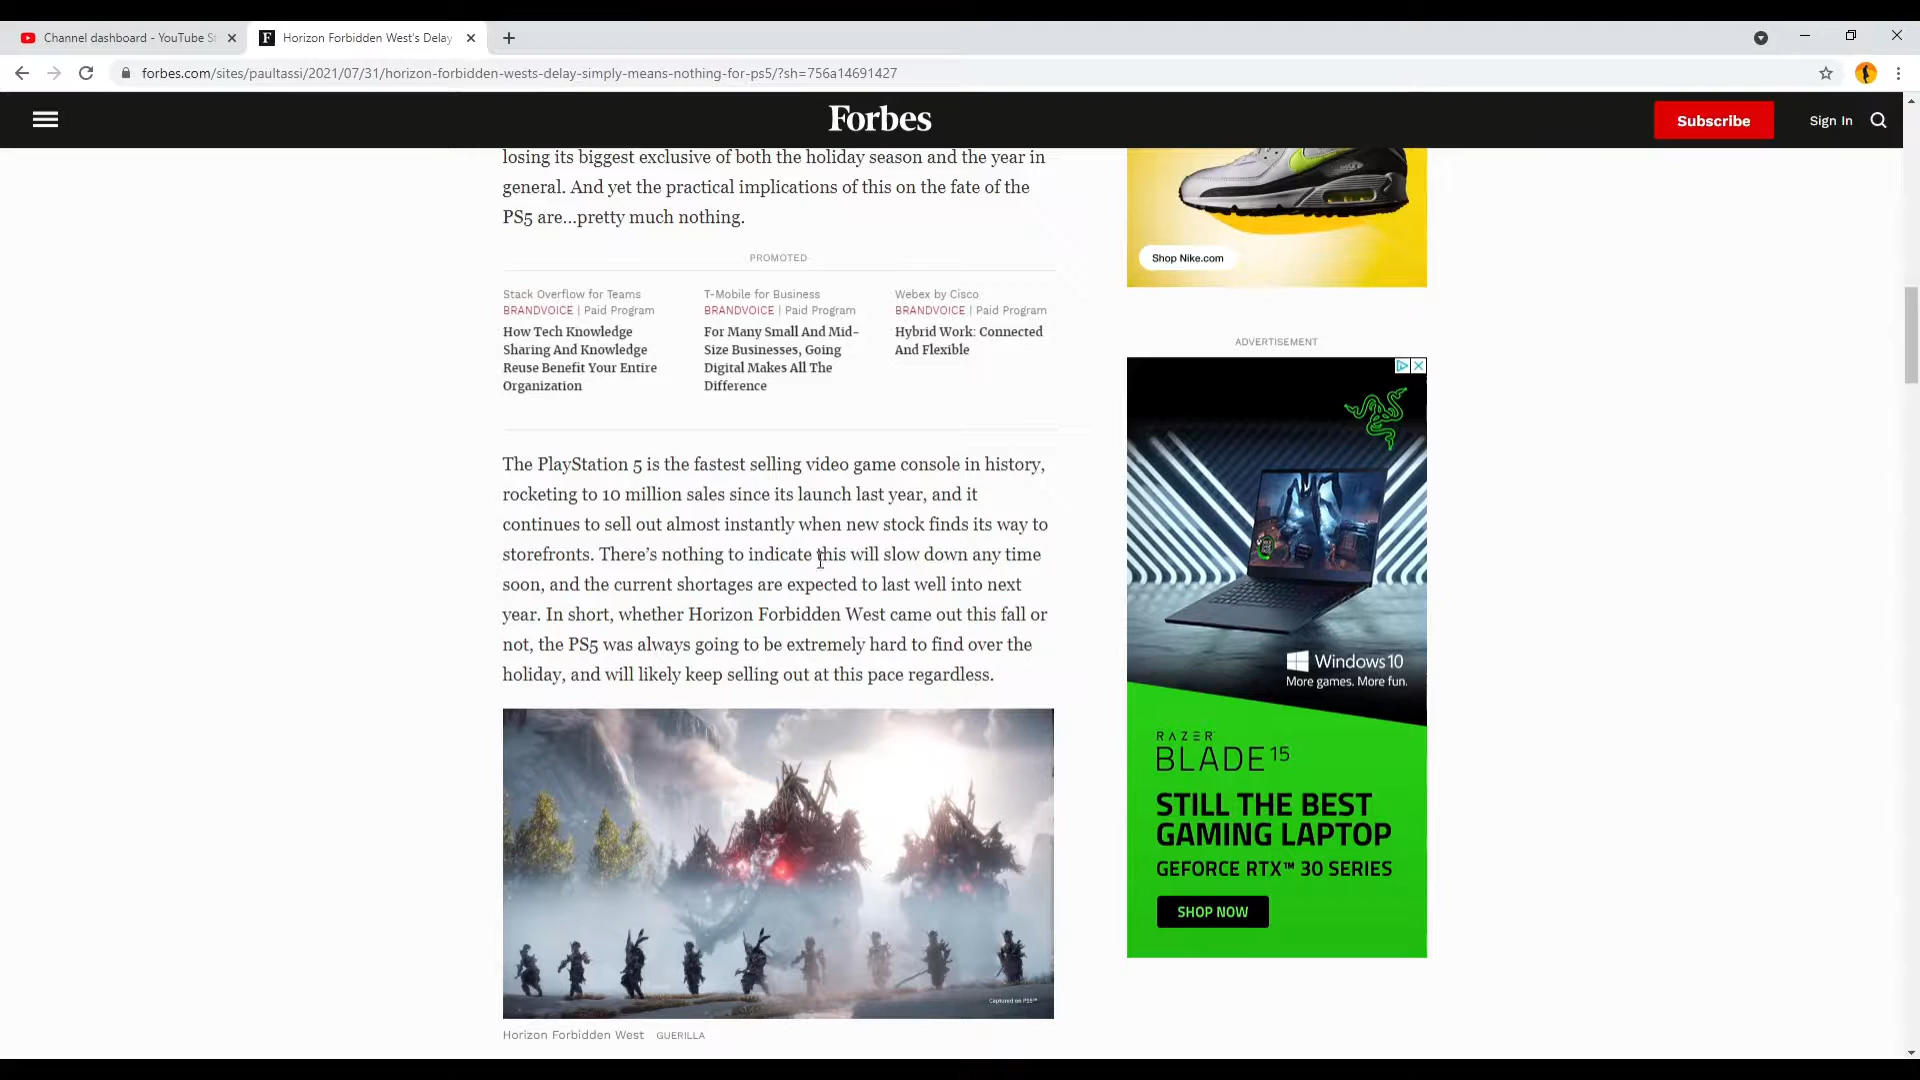 Channel dashboard - YouTube St
Horizon Forbidden West's Delay
forbes.com/sites/paultassi/2021/07/31/horizon-forbidden-wests-delay-simply-means-nothing-for-ps5/?sh=756a14691427
Forbes
Subscribe
Sign In
losing its biggest exclusive of both the holiday season and the year in
general. And yet the practical implications of this on the fate of the
PS5 are...pretty much nothing.
PROMOTED
Stack Overflow for Teams
BRANDVOICE | Paid Program
How Tech Knowledge
Sharing And Knowledge
Reuse Benefit Your Entire
Organization
T-Mobile for Business
BRANDVOICE | Paid Program
For Many Small And Mid-
Size Businesses, Going
Digital Makes All The
Difference
Webex by Cisco
BRANDVOICE | Paid Program
Hybrid Work: Connected
And Flexible
The PlayStation 5 is the fastest selling video game console in history,
rocketing to 10 million sales since its launch last year, and it
continues to sell out almost instantly when new stock finds its way to
storefronts. There's nothing to indicate this will slow down any time
soon, and the current shortages are expected to last well into next
year. In short, whether Horizon Forbidden West came out this fall or
not, the PS5 was always going to be extremely hard to find over the
holiday, and will likely keep selling out at this pace regardless.
Captured on PS5™
Horizon Forbidden West GUERILLA
Shop Nike.com
ADVERTISEMENT
Windows 10
More games. More fun.
RAZER
BLADE 15
STILL THE BEST
GAMING LAPTOP
GEFORCE RTX™ 30 SERIES
SHOP NOW